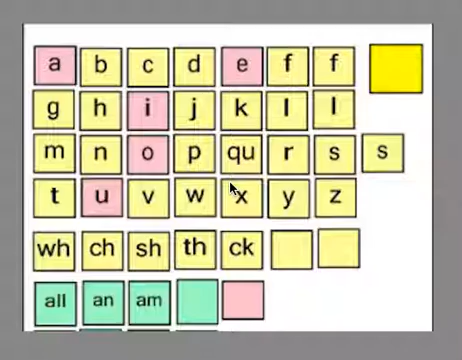 a b c d e f f
g h i j k l l
m n o p qu r s s
t u v w x y z
wh ch sh th ck
all an am